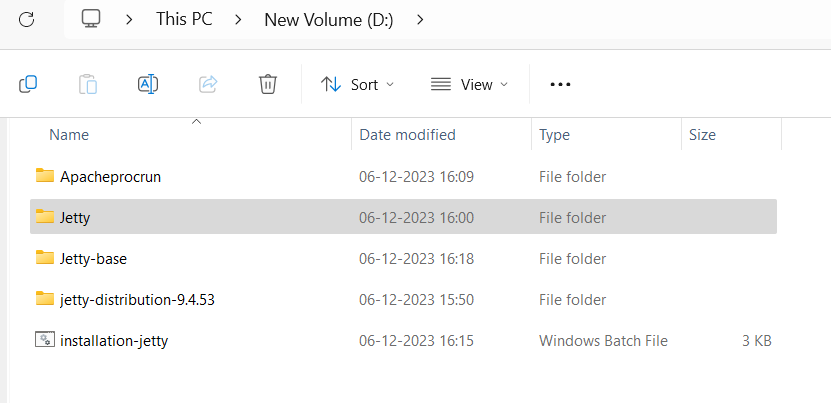 This PC > New Volume (D:) >
Sort View ...
Name Date modified Type Size
Apacheprocrun 06-12-2023 16:09 File folder
Jetty 06-12-2023 16:00 File folder
Jetty-base 06-12-2023 16:18 File folder
jetty-distribution-9.4.53 06-12-2023 15:50 File folder
installation-jetty 06-12-2023 16:15 Windows Batch File 3 KB